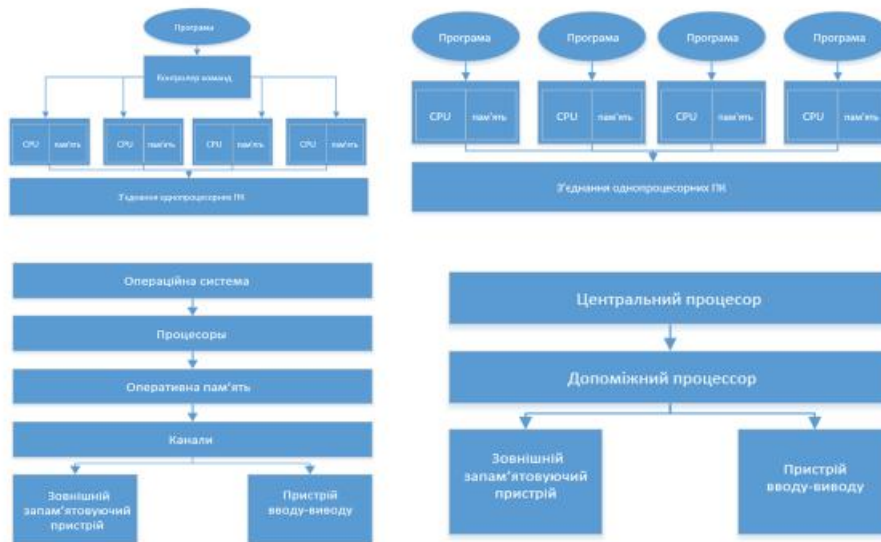 Програма
Контролер команд
CPU пам'ять CPU пам'ять CPU пам'ять CPU пам'ять
З'єднання однопроцесорних ПК
Програма Програма Програма Програма
CPU пам'ять CPU пам'ять CPU пам'ять CPU пам'ять
З'єднання однопроцесорних ПК
Операційна система
Процесоры
Оперативна пам'ять
Канали
Зовнішній
запам'ятовуючий
пристрій
Пристрій
вводу-виводу
Центральний процесор
Допоміжний процессор
Зовнішній
запам'ятовуючий
пристрій
Пристрій
вводу-виводу